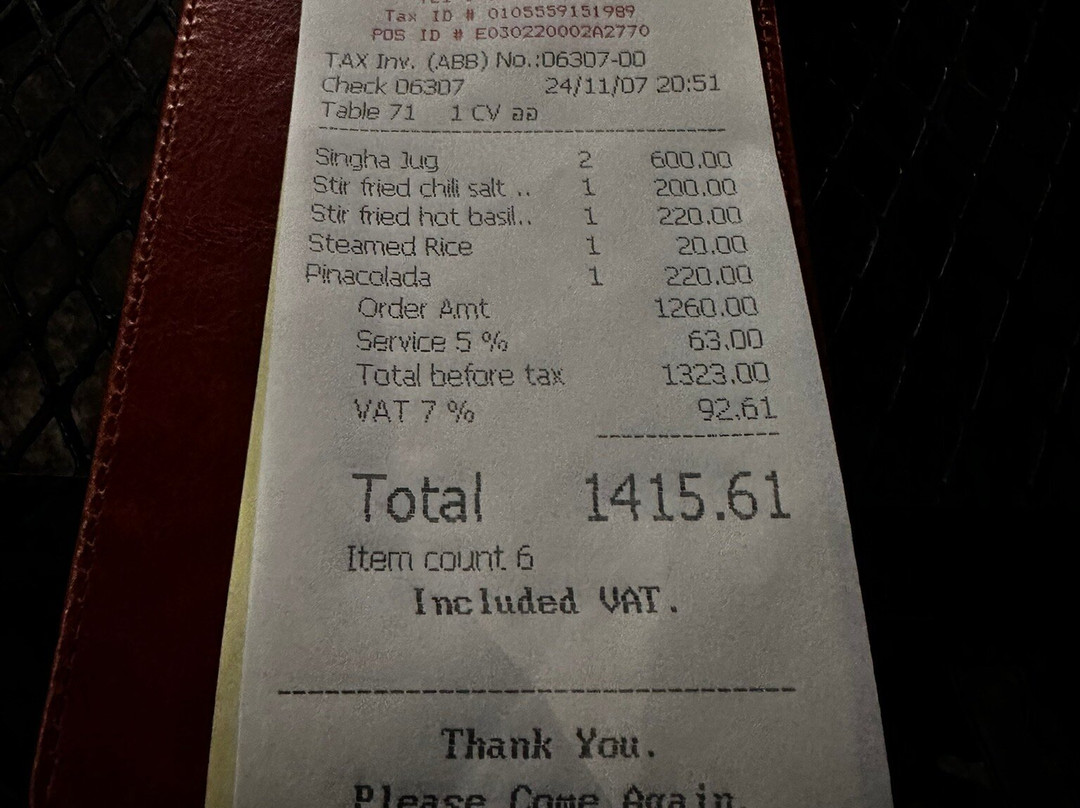 Tax ID # 0105559151989
POS ID # E030220002A2770
TAX Inv. (ABB) No.:06307-00
Check 06307 24/11/07 20:51
Table 71 1 CV ออ
Singha Jug 2 600.00
Stir fried chili salt .. 1 200.00
Stir fried hot basil.. 1 220.00
Steamed Rice 1 20.00
Pinacolada 1 220.00
Order Amt 1260.00
Service 5 % 63.00
Total before tax 1323.00
VAT 7 % 92.61
Total 1415.61
Item count 6
Included VAT.
Thank You.
Please Come Again.